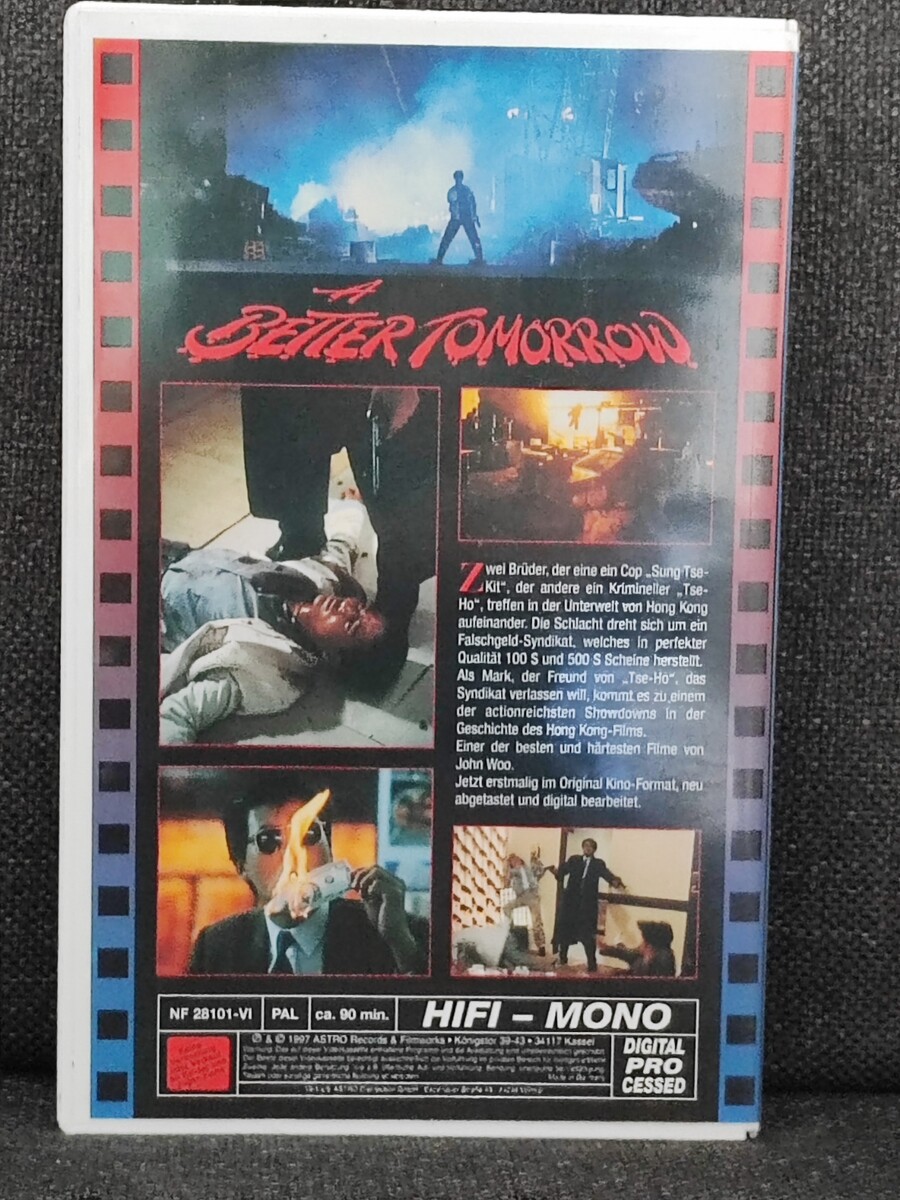 A
BETTER TOMORROW
Zwei Brüder, der eine ein Cop „Sung Tse-
Kit“, der andere ein Krimineller „Tse-
Ho“, treffen in der Unterwelt von Hong Kong
aufeinander. Die Schlacht dreht sich um ein
Falschgeld-Syndikat, welches in perfekter
Qualität 100 $ und 500 $ Scheine herstellt.
Als Mark, der Freund von „Tse-Ho“, das
Syndikat verlassen will, kommt es zu einem
der actionreichsten Showdowns in der
Geschichte des Hong Kong-Films.
Einer der besten und härtesten Filme von
John Woo.
Jetzt erstmalig im Original Kino-Format, neu
abgetastet und digital bearbeitet.
NF 28101-VI
PAL
ca. 90 min.
HIFI – MONO
℗ & © 1997 ASTRO Records & Filmworks • Königstor 39-43 • 34117 Kassel
Made in Germany
DIGITAL
PRO
CESSED